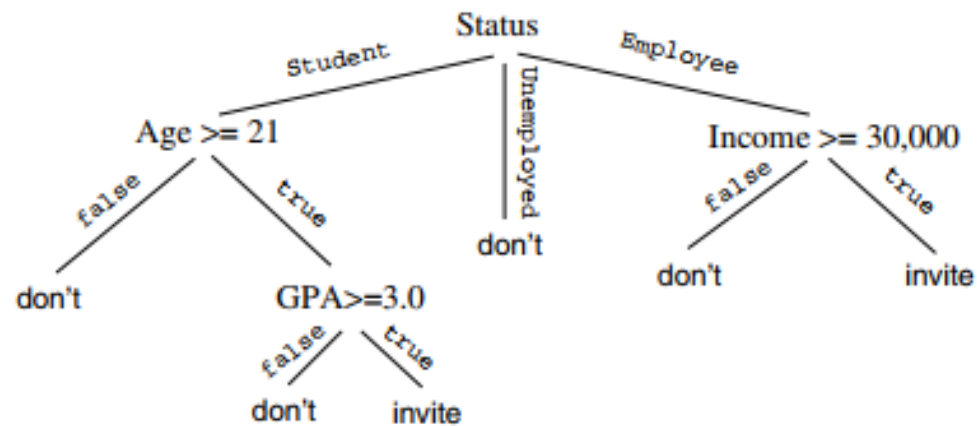 Status
Student
Unemployed
Employee
Age >= 21
Income >= 30,000
false
true
false
true
don't
don't
don't
invite
GPA>=3.0
false
true
don't
invite